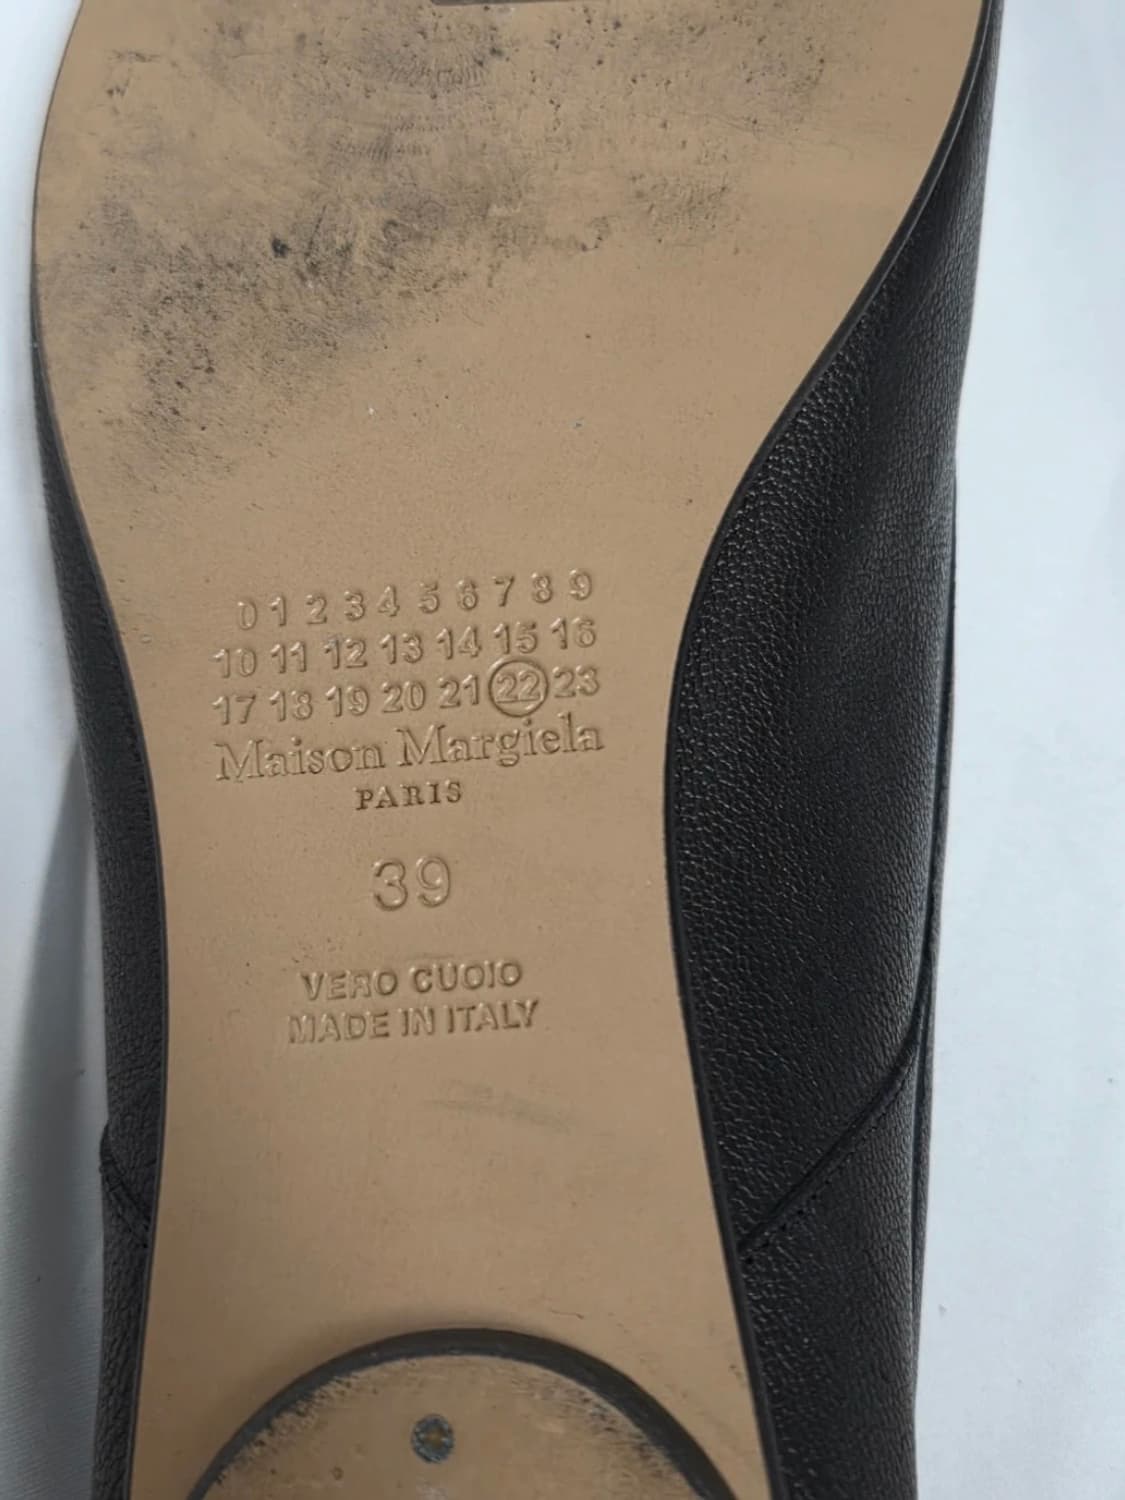 0 1 2 3 4 5 6 7 8 9
10 11 12 13 14 15 16
17 18 19 20 21 22 23
Maison Margiela
PARIS
39
VERO CUOIO
MADE IN ITALY